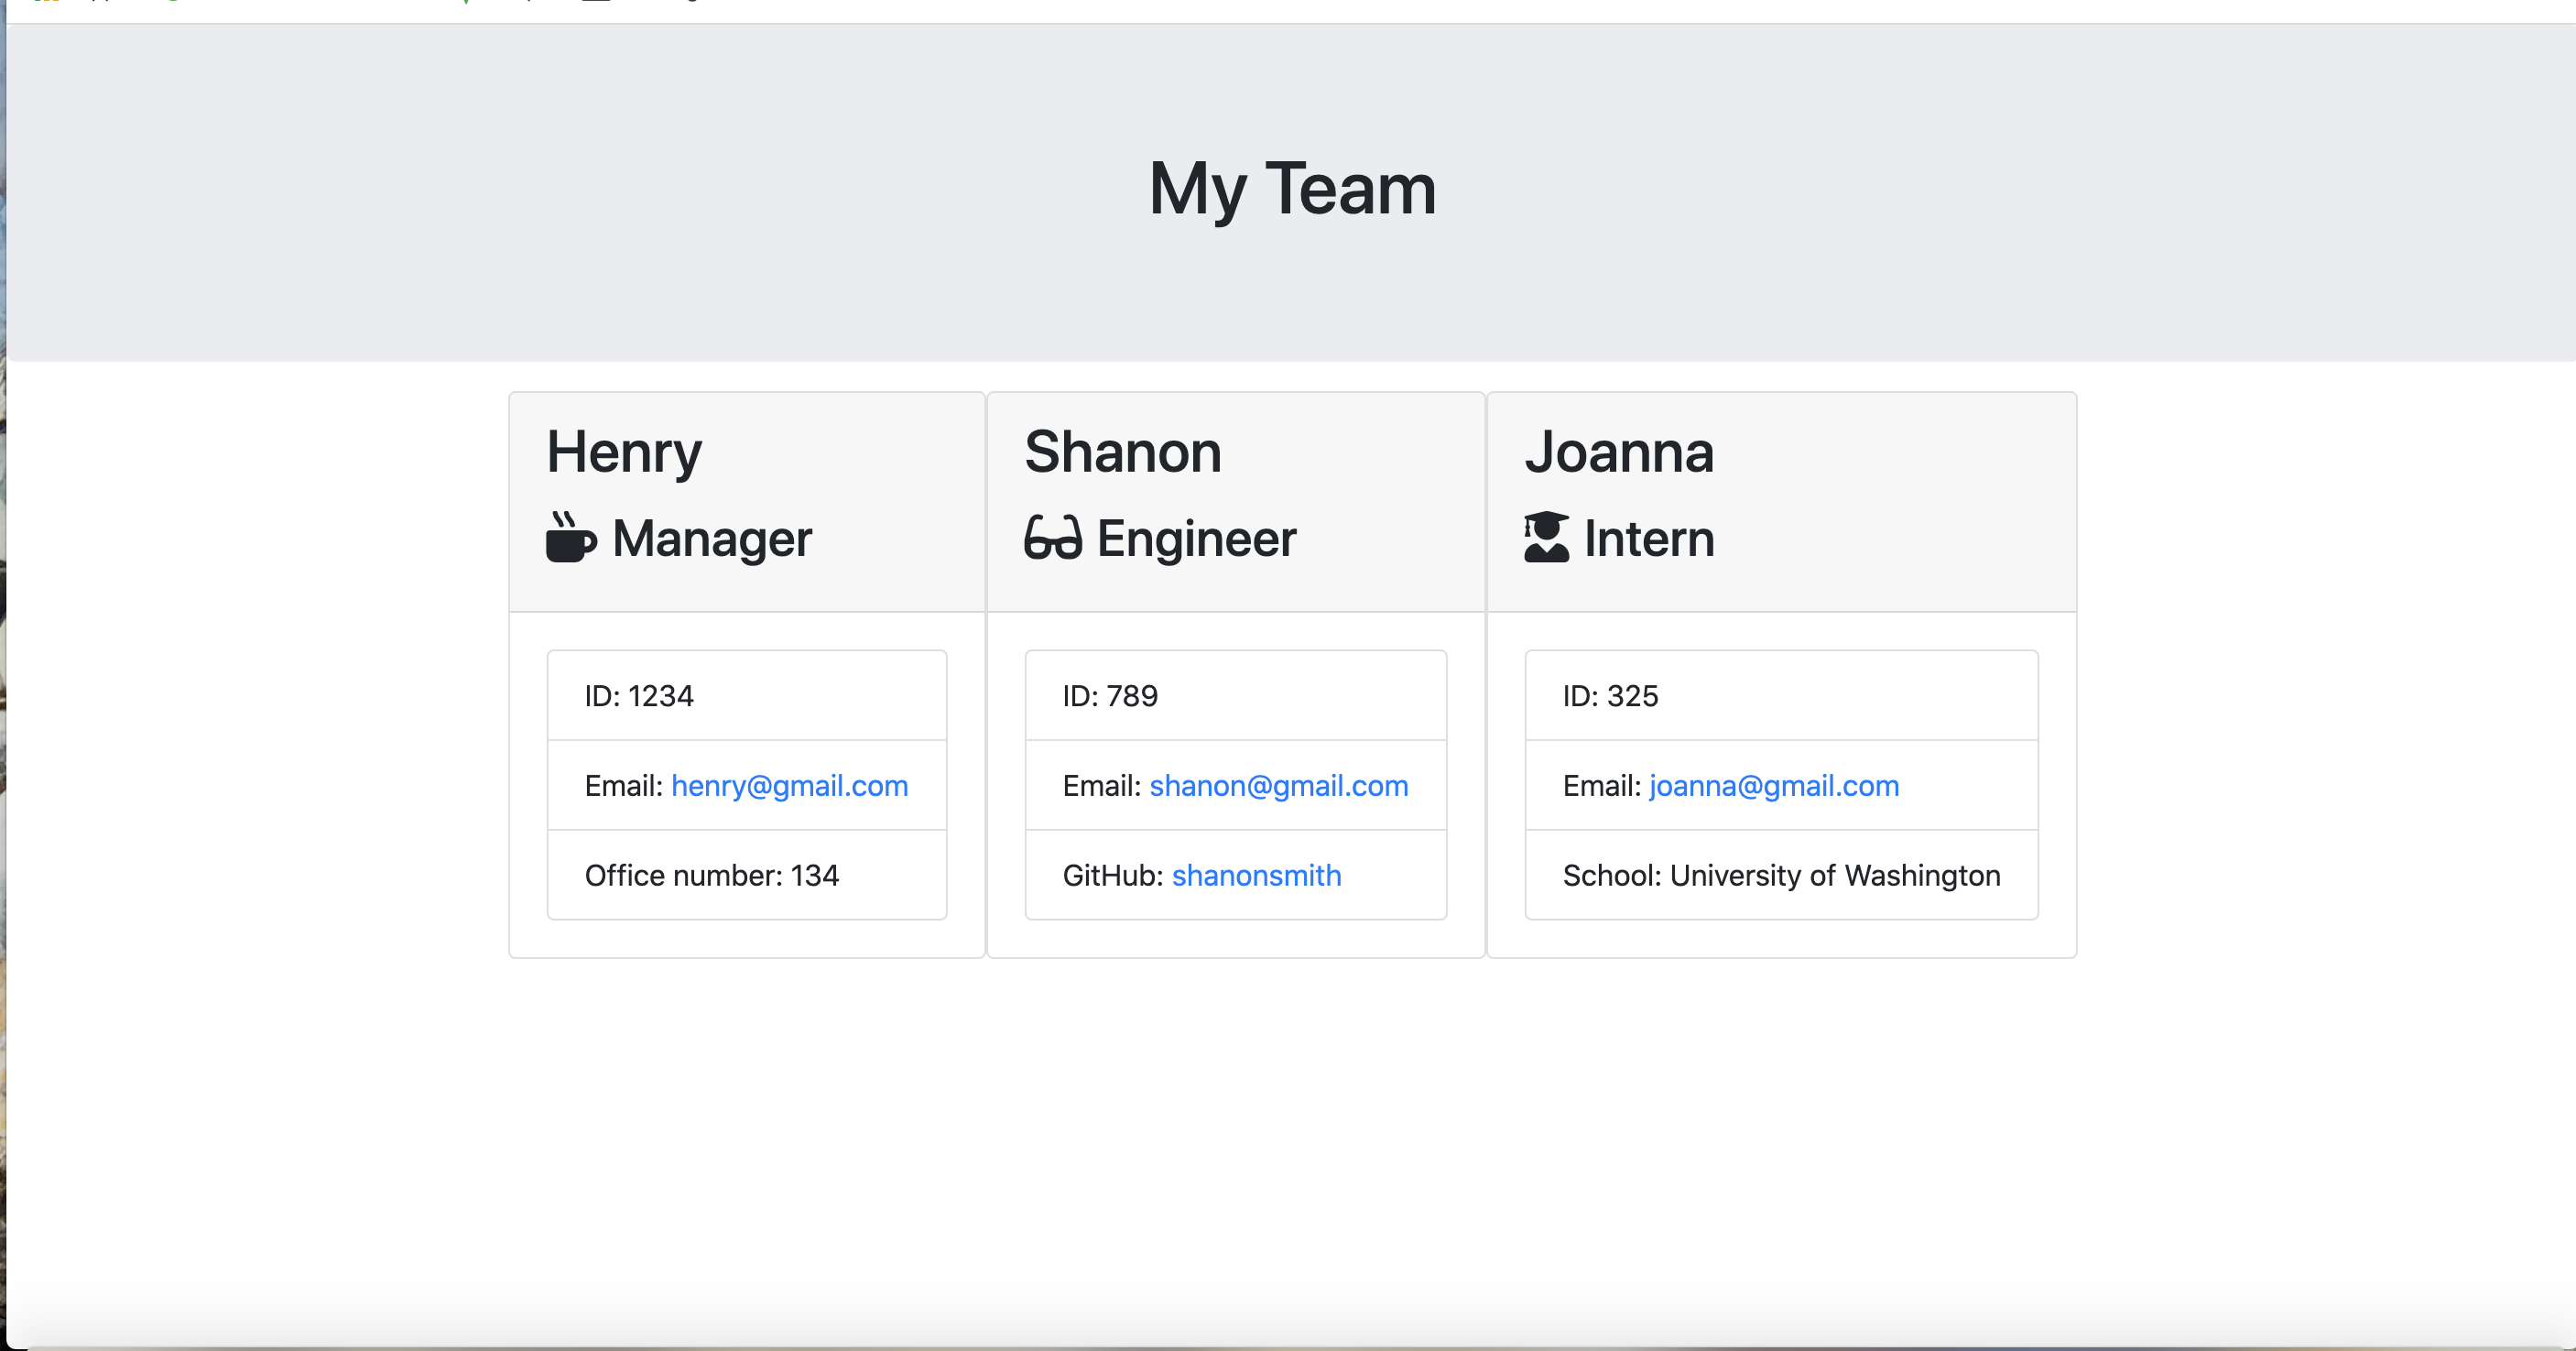 My Team
Henry
Manager
ID: 1234
Email: henry@gmail.com
Office number: 134
Shanon
Engineer
ID: 789
Email: shanon@gmail.com
GitHub: shanonsmith
Joanna
Intern
ID: 325
Email: joanna@gmail.com
School: University of Washington